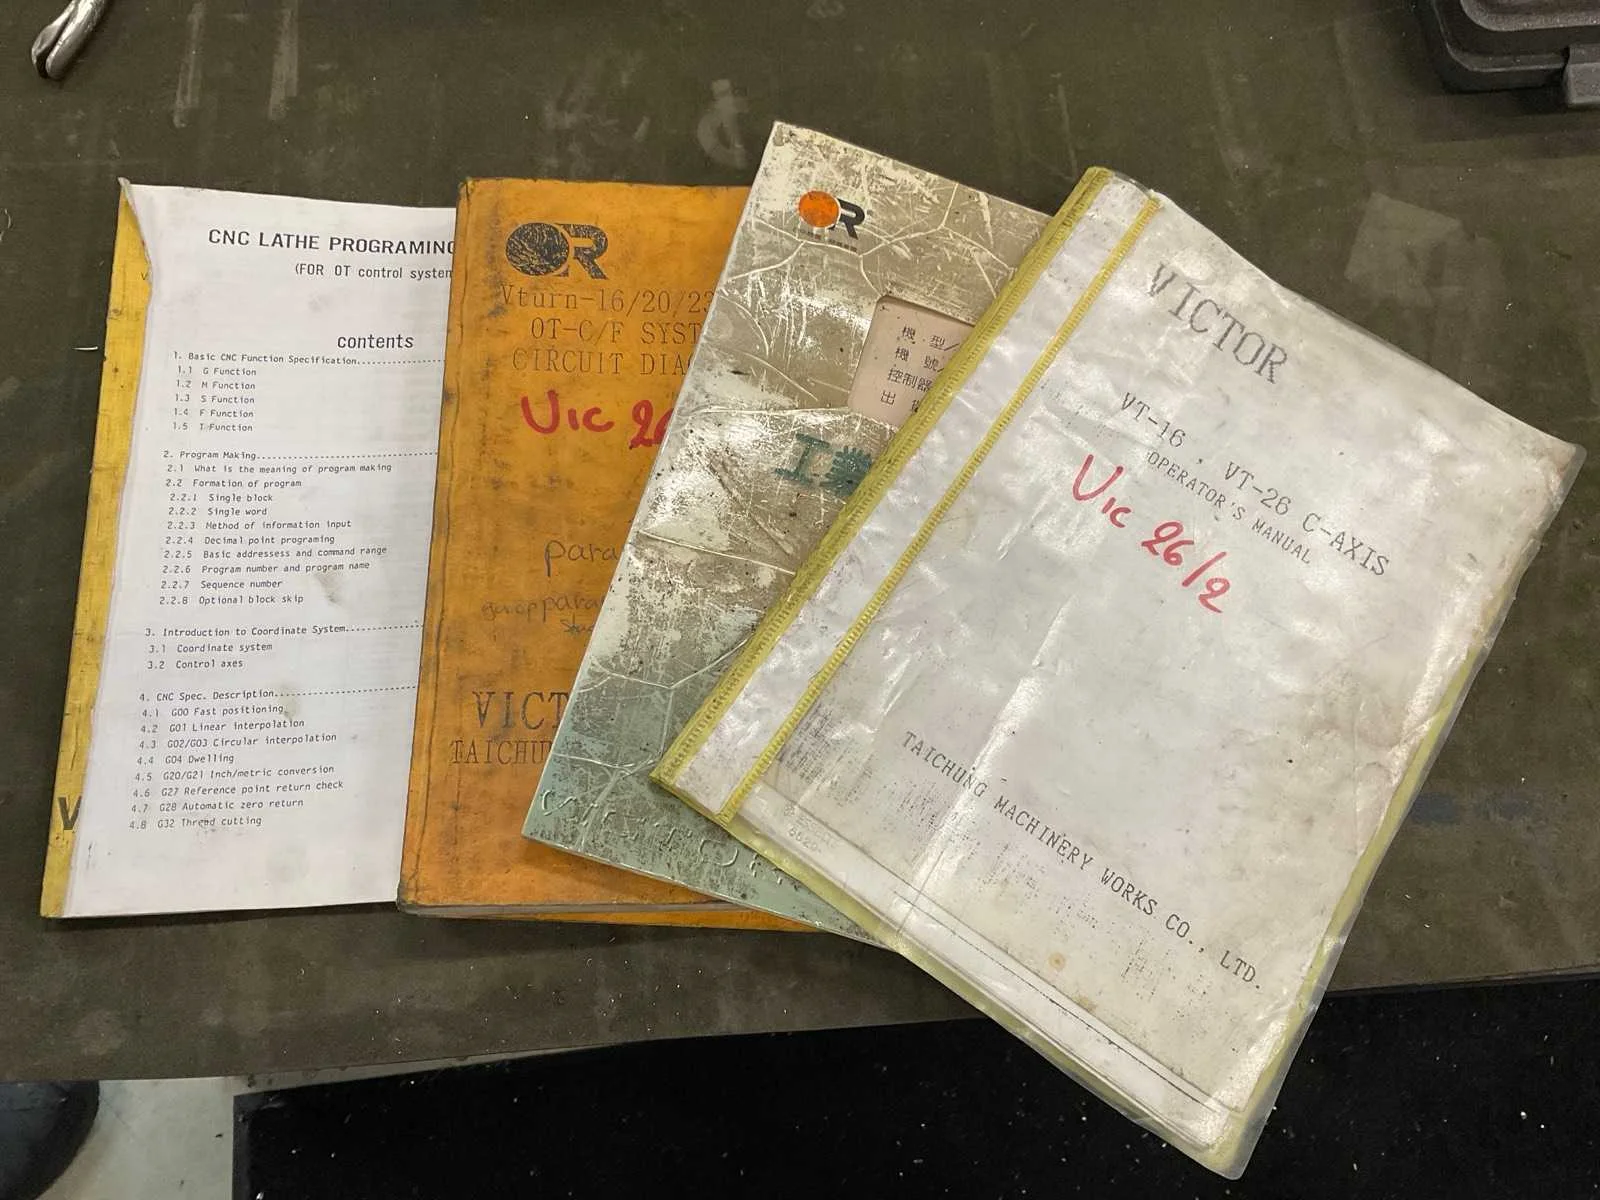 CNC LATHE PROGRAMING
(FOR OT control system
contents
1. Basic CNC Function Specification
1.1 G Function
1.2 M Function
1.3 S Function
1.4 F Function
1.5 T Function
2. Program Making
2.1 What is the meaning of program making
2.2 Formation of program
2.2.1 Single block
2.2.2 Single word
2.2.3 Method of information input
2.2.4 Decimal point programing
2.2.5 Basic addressess and command range
2.2.6 Program number and program name
2.2.7 Sequence number
2.2.8 Optional block skip
3. Introduction to Coordinate System
3.1 Coordinate system
3.2 Control axes
4. CNC Spec. Description
4.1 G00 Fast positioning
4.2 G01 Linear interpolation
4.3 G02/G03 Circular interpolation
4.4 G04 Dwelling
4.5 G20/G21 Inch/metric conversion
4.6 G27 Reference point return check
4.7 G28 Automatic zero return
4.8 G32 Thread cutting
V
OR
Vturn-16/20/23
OT-C/F SYST
CIRCUIT DIA
Vic 26
para
VICT
TAICHU
機 型/
機 號
控制器
出
工業
VICTOR
VT-16 , VT-26 C-AXIS
OPERATOR'S MANUAL
Vic 26/2
TAICHUNG MACHINERY WORKS CO., LTD.